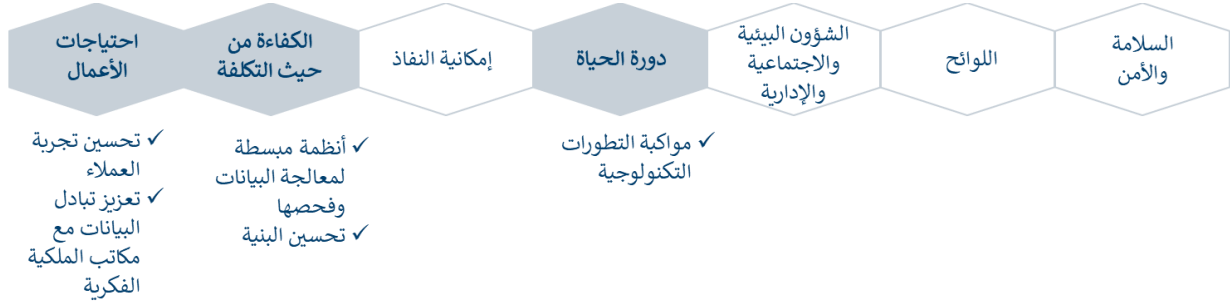 السلامة
والأمن
اللوائح
الشؤون البيئية
والاجتماعية
والإدارية
دورة الحياة
إمكانية النفاذ
الكفاءة من
حيث التكلفة
احتياجات
الأعمال
✓ مواكبة التطورات
التكنولوجية
✓ أنظمة مبسطة
لمعالجة البيانات
وفحصها
✓ تحسين البنية
✓ تحسين تجربة
العملاء
✓ تعزيز تبادل
البيانات مع
مكاتب الملكية
الفكرية